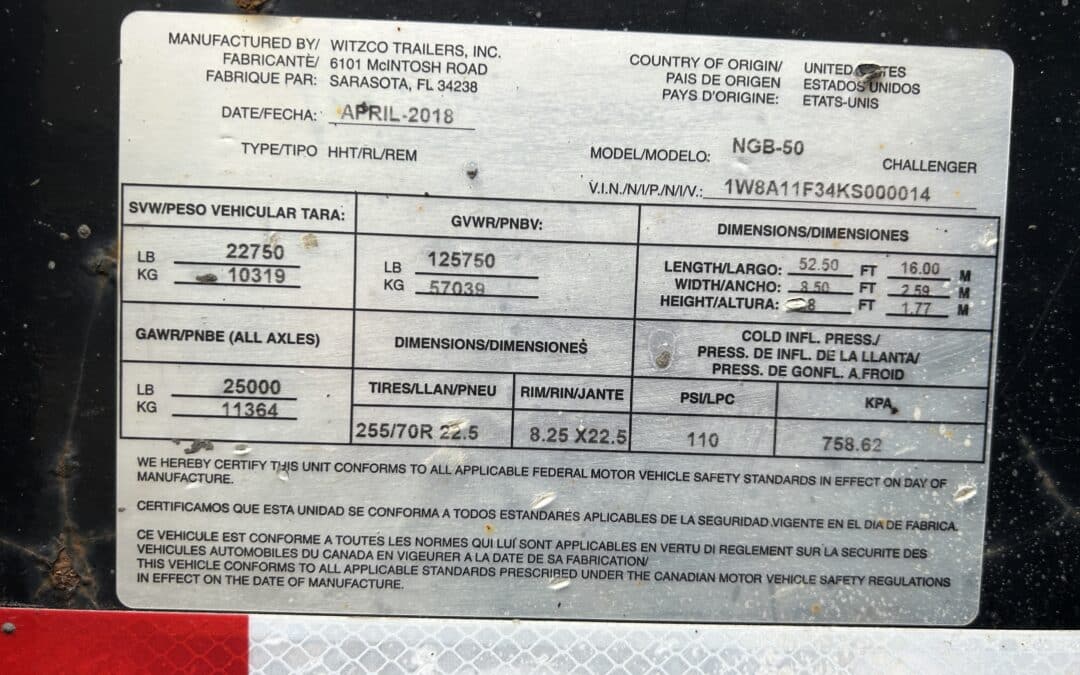 MANUFACTURED BY/ WITZCO TRAILERS, INC.
FABRICANTE/ 6101 McINTOSH ROAD
FABRIQUE PAR: SARASOTA, FL 34238
COUNTRY OF ORIGIN/ UNITED
PAIS DE ORIGEN ESTADOS UNIDOS
PAYS D'ORIGINE: ETATS-UNIS
DATE/FECHA: APRIL-2018
TYPE/TIPO HHT/RL/REM
MODEL/MODELO: NGB-50 CHALLENGER
V.I.N./N/I/P./N/I/V.: 1W8A11F34KS000014
SVW/PESO VEHICULAR TARA:
LB 22750
KG 10319
GVWR/PNBV:
LB 125750
KG 57039
DIMENSIONS/DIMENSIONES
LENGTH/LARGO: 52.50 FT 16.00 M
WIDTH/ANCHO: 8.50 FT 2.59 M
HEIGHT/ALTURA: FT 1.77 M
GAWR/PNBE (ALL AXLES)
LB 25000
KG 11364
DIMENSIONS/DIMENSIONES
TIRES/LLAN/PNEU RIM/RIN/JANTE
255/70R 22.5 8.25 X22.5
COLD INFL. PRESS./
PRESS. DE INFL. DE LA LLANTA/
PRESS. DE GONFL. A FROID
PSI/LPC KPA
110 758.62
WE HEREBY CERTIFY THIS UNIT CONFORMS TO ALL APPLICABLE FEDERAL MOTOR VEHICLE SAFETY STANDARDS IN EFFECT ON DAY OF
MANUFACTURE.
CERTIFICAMOS QUE ESTA UNIDAD SE CONFORMA A TODOS ESTANDARES APLICABLES DE LA SEGURIDAD VIGENTE EN EL DIA DE FABRICA.
CE VEHICULE EST CONFORME A TOUTES LES NORMES QUI LUI SONT APPLICABLES EN VERTU DI REGLEMENT SUR LA SECURITE DES
VEHICULES AUTOMOBILES DU CANADA EN VIGEURER A LA DATE DE SA FABRICATION/
THIS VEHICLE CONFORMS TO ALL APPLICABLE STANDARDS PRESCRIRED UNDER THE CANADIAN MOTOR VEHICLE SAFETY REGULATIONS
IN EFFECT ON THE DATE OF MANUFACTURE.